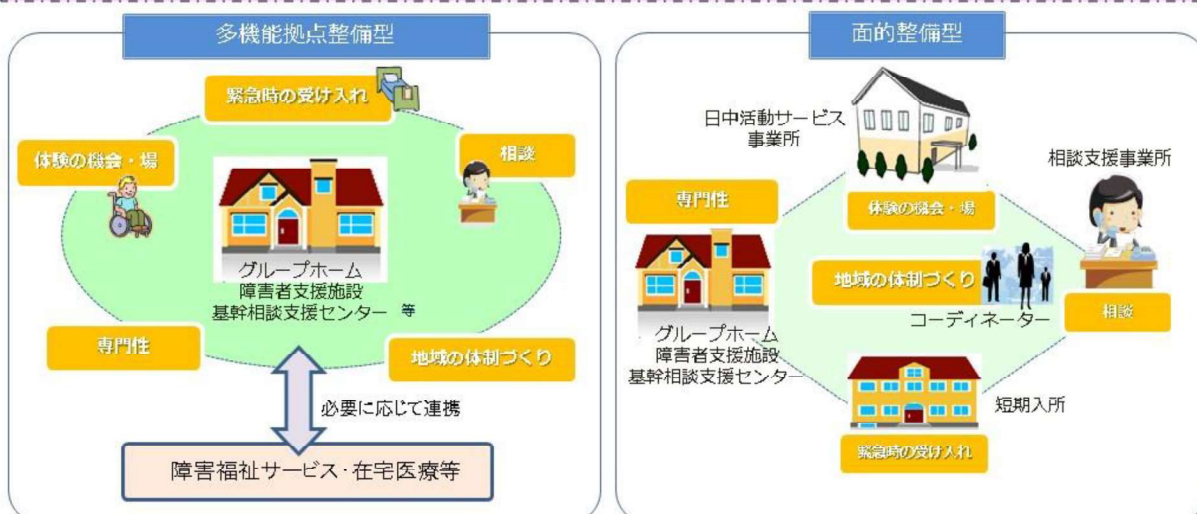 多機能拠点整備型
緊急時の受け入れ
体験の機会・場
相談
グループホーム
障害者支援施設
基幹相談支援センター 等
専門性
地域の体制づくり
必要に応じて連携
障害福祉サービス・在宅医療等
面的整備型
日中活動サービス
事業所
相談支援事業所
専門性
体験の機会・場
地域の体制づくり
コーディネーター
相談
グループホーム
障害者支援施設
基幹相談支援センター
短期入所
緊急時の受け入れ